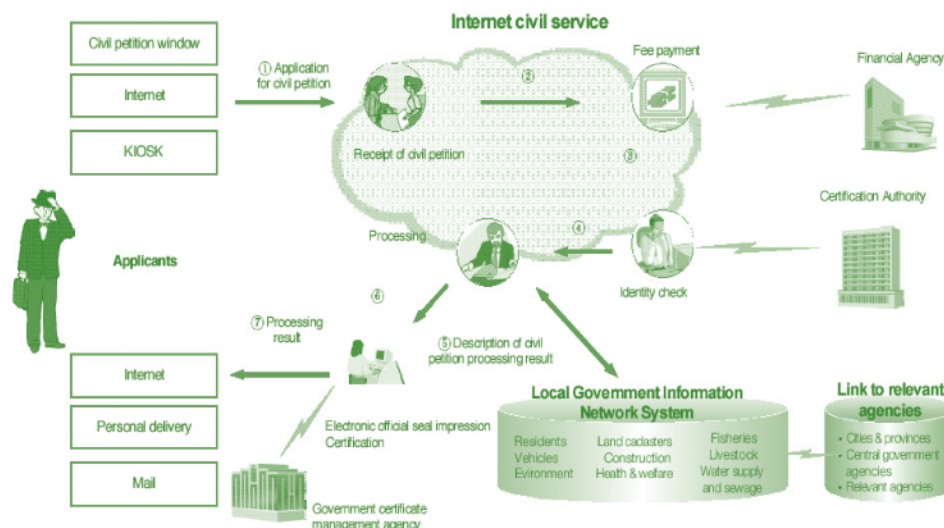 Internet civil service
Civil petition window
Internet
KIOSK
① Application
for civil petition
②
Fee payment
Financial Agency
Receipt of civil petition
③
Certification Authority
Processing
④
Identity check
Applicants
⑥
⑦ Processing
result
⑤ Description of civil
petition processing result
Internet
Personal delivery
Mail
Electronic official seal impression
Certification
Government certificate
management agency
Local Government Information
Network System
Residents
Vehicles
Evironment
Land cadasters
Construction
Health & welfare
Fisheries
Livestock
Water supply
and sewage
Link to relevant
agencies
• Cities & provinces
• Central government
agencies
• Relevant agencies